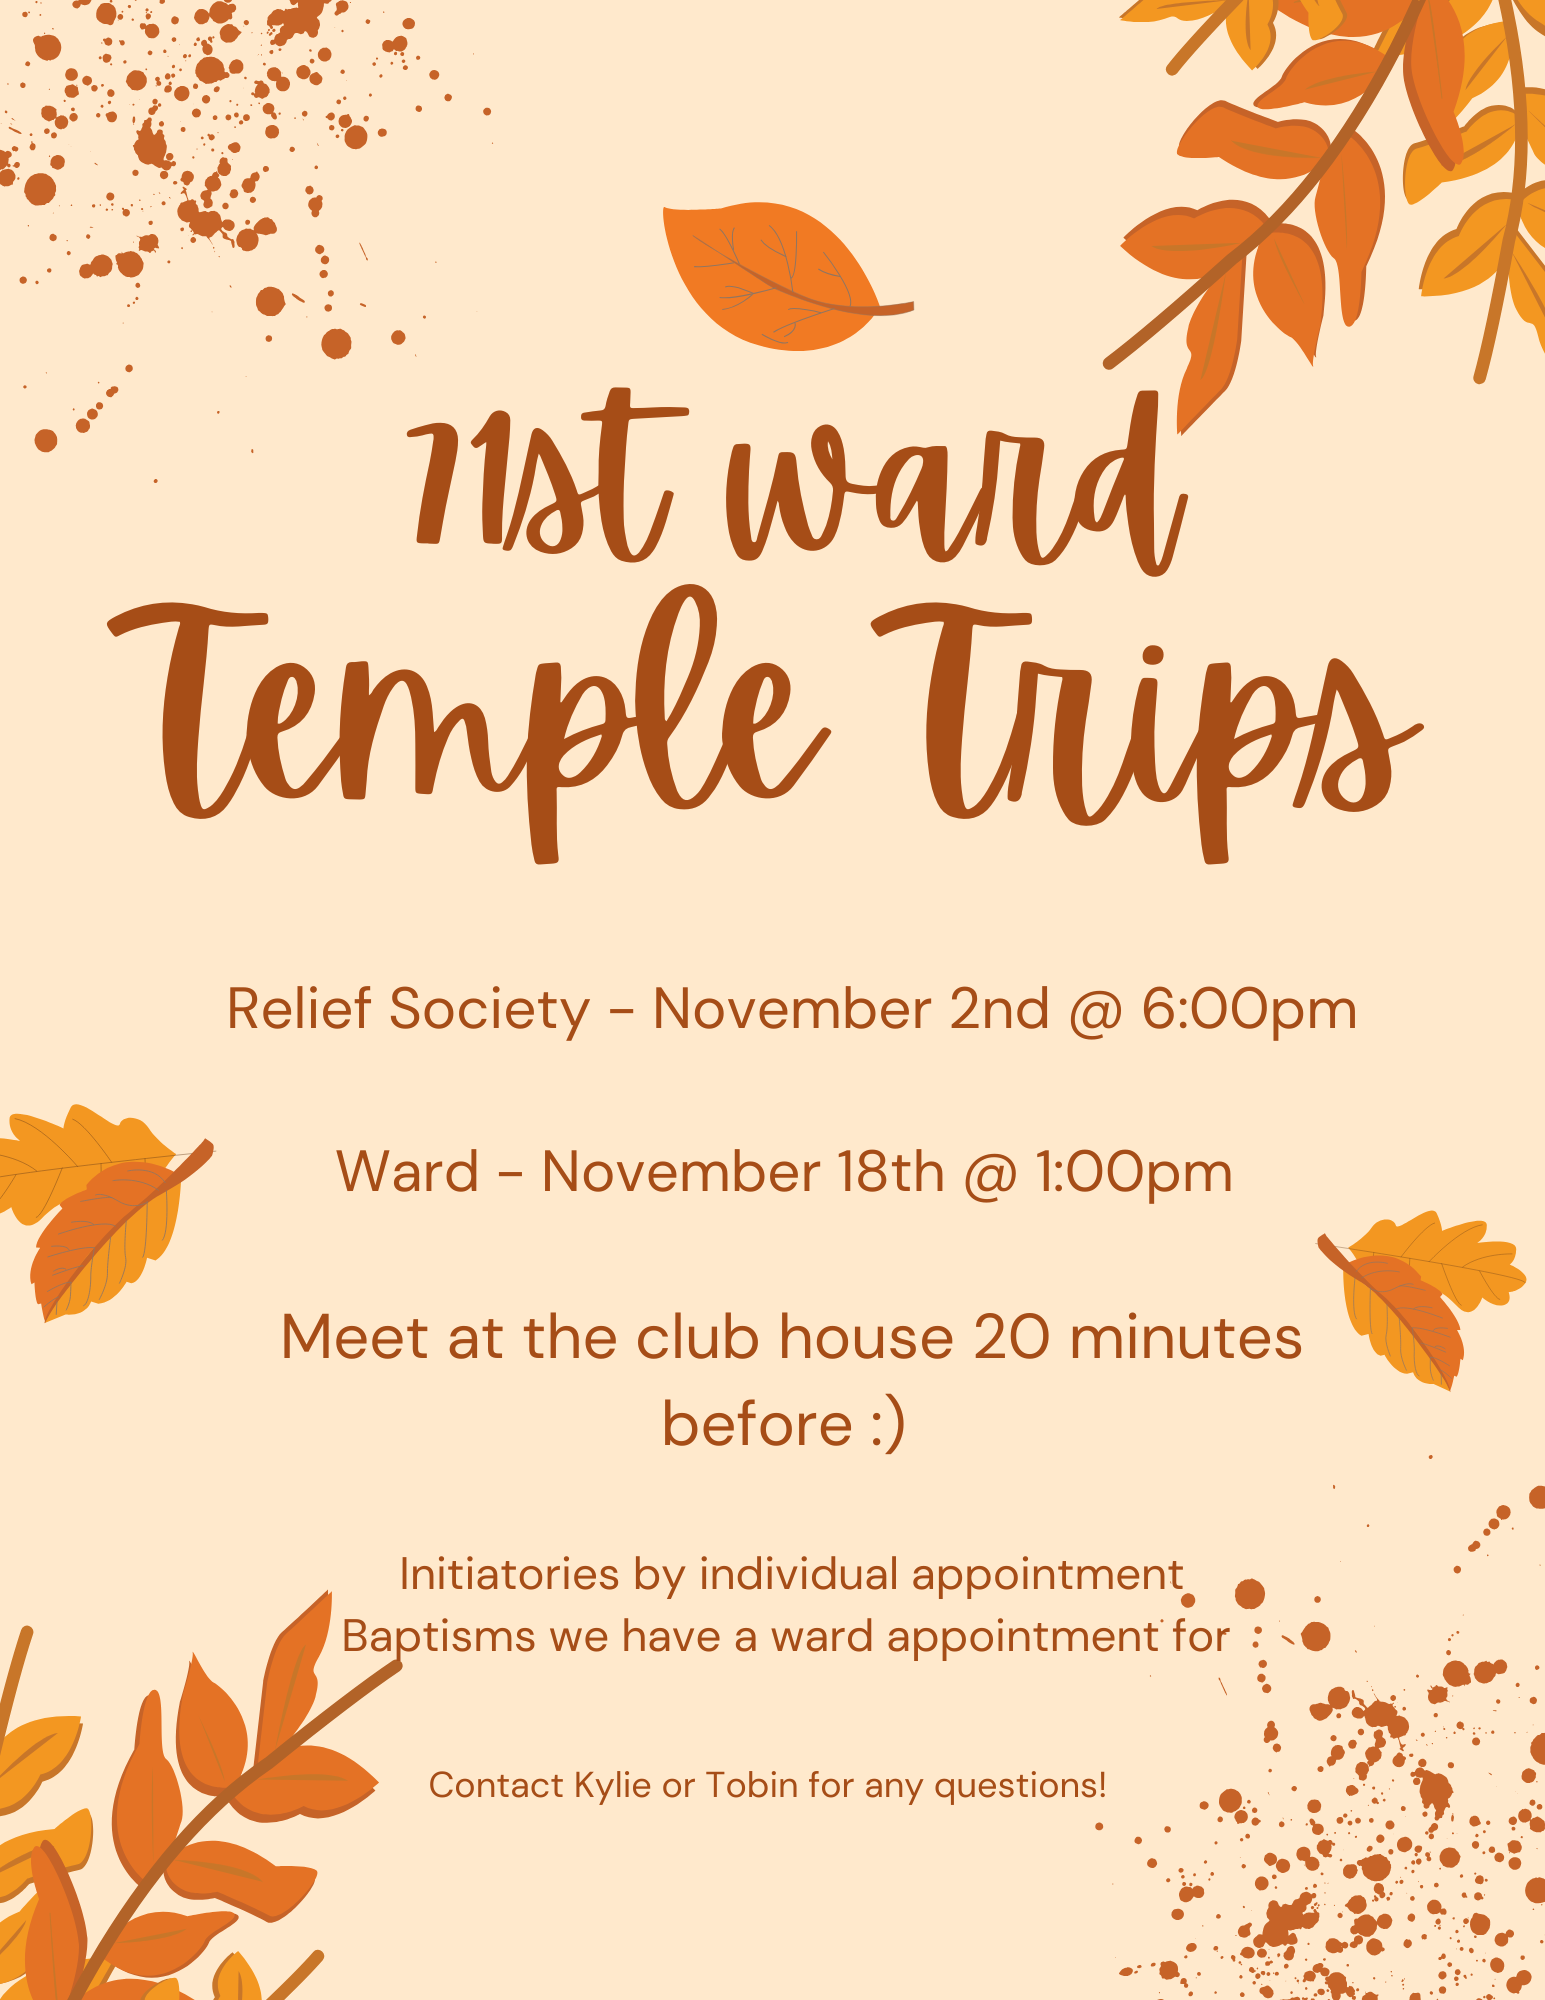 71st ward
Temple Trips
Relief Society - November 2nd @ 6:00pm
Ward - November 18th @ 1:00pm
Meet at the club house 20 minutes
before :)
Initiatories by individual appointment
Baptisms we have a ward appointment for
Contact Kylie or Tobin for any questions!